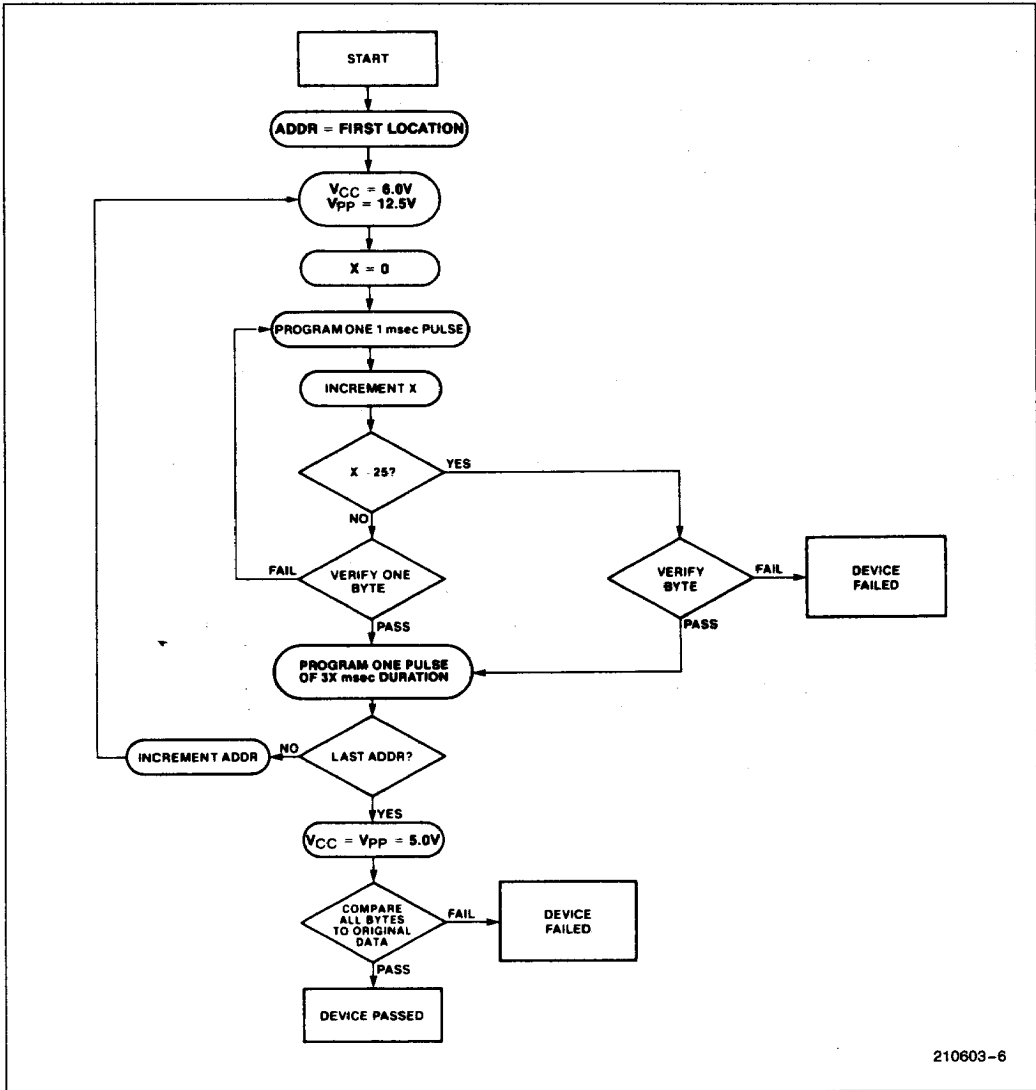 START
ADDR = FIRST LOCATION
VCC = 6.0V
VPP = 12.5V
X = 0
PROGRAM ONE 1 msec PULSE
INCREMENT X
X - 25?
YES
NO
VERIFY ONE
BYTE
FAIL
PASS
VERIFY
BYTE
FAIL
PASS
DEVICE
FAILED
PROGRAM ONE PULSE
OF 3X msec DURATION
LAST ADDR?
NO
INCREMENT ADDR
YES
VCC = VPP = 5.0V
COMPARE
ALL BYTES
TO ORIGINAL
DATA
FAIL
DEVICE
FAILED
PASS
DEVICE PASSED
210603-6